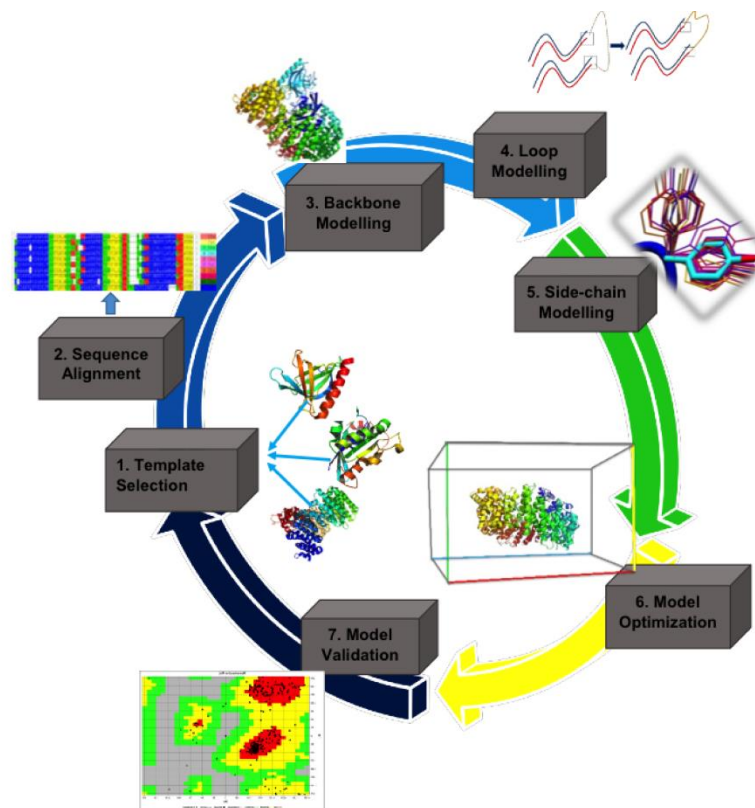 1. Template
Selection
2. Sequence
Alignment
3. Backbone
Modelling
4. Loop
Modelling
5. Side-chain
Modelling
6. Model
Optimization
7. Model
Validation